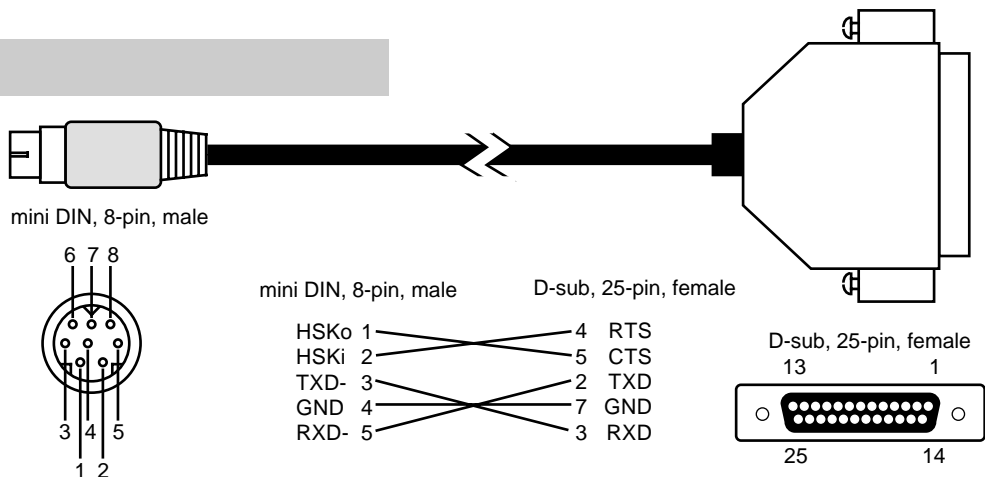 mini DIN, 8-pin, male
6 7 8
3 4 5
1 2
mini DIN, 8-pin, male D-sub, 25-pin, female
HSKo 1 4 RTS
HSKi 2 5 CTS
TXD- 3 2 TXD
GND 4 7 GND
RXD- 5 3 RXD
D-sub, 25-pin, female
13 1
25 14